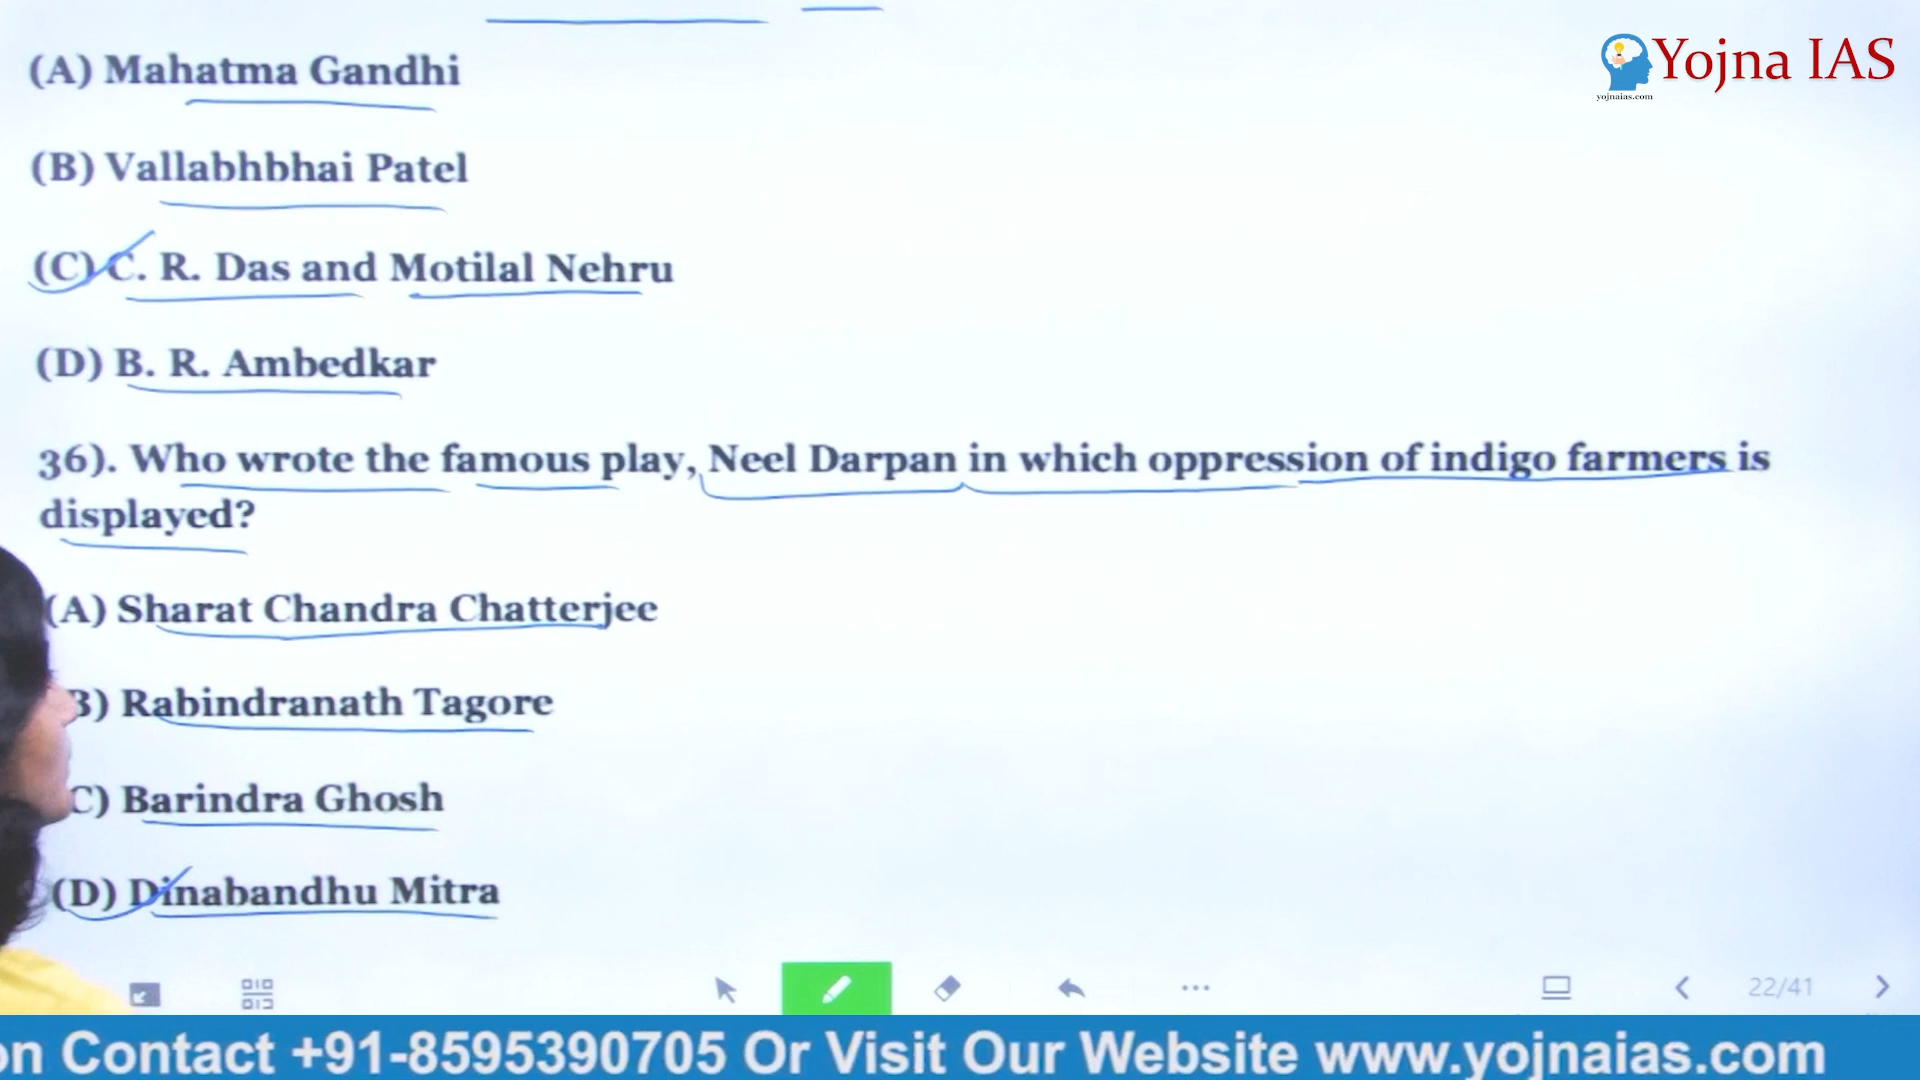 Yojna IAS
yojnaias.com
(A) Mahatma Gandhi
(B) Vallabhbhai Patel
(C) C. R. Das and Motilal Nehru
(D) B. R. Ambedkar
36). Who wrote the famous play, Neel Darpan in which oppression of indigo farmers is
displayed?
(A) Sharat Chandra Chatterjee
B) Rabindranath Tagore
C) Barindra Ghosh
(D) Dinabandhu Mitra
22/41
on Contact +91-8595390705 Or Visit Our Website www.yojnaias.com